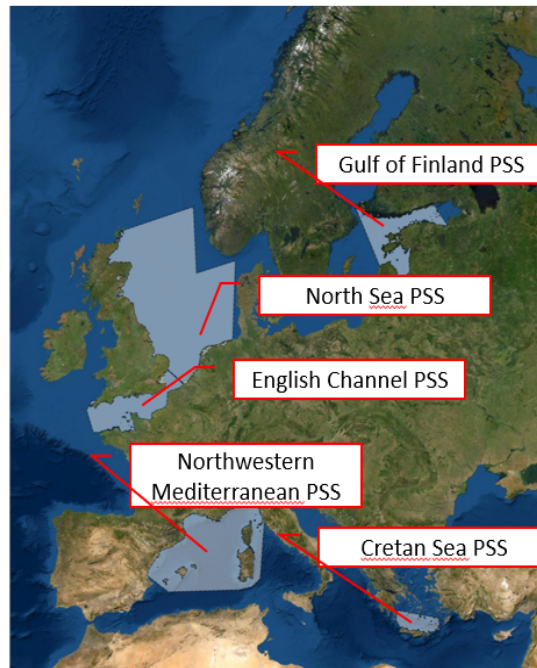 Gulf of Finland PSS
North Sea PSS
English Channel PSS
Northwestern
Mediterranean PSS
Cretan Sea PSS